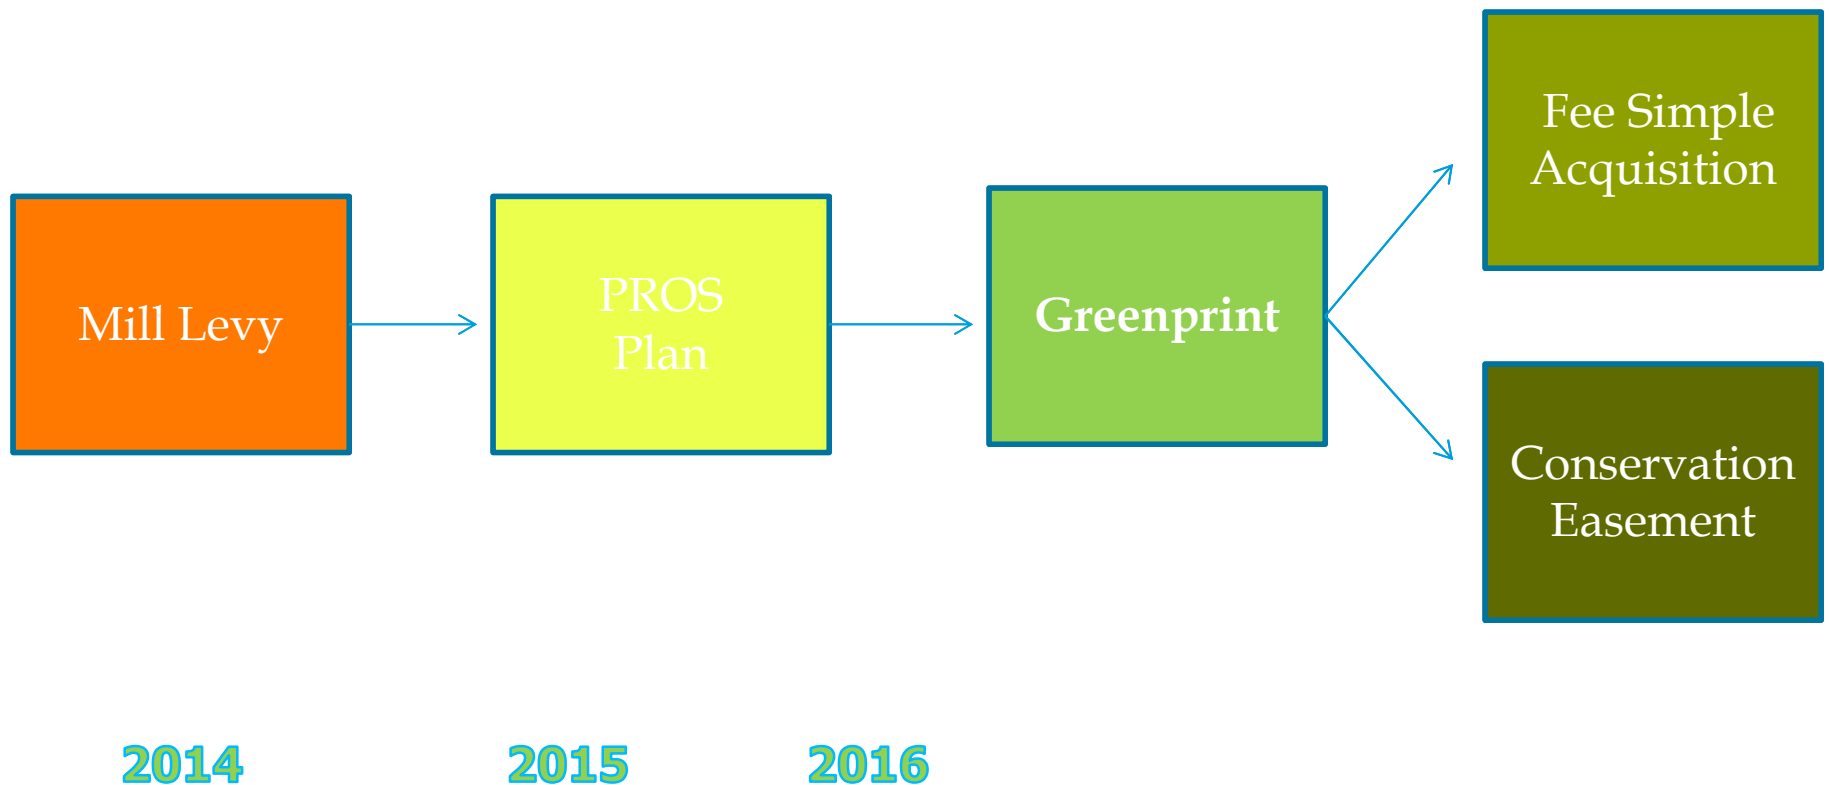 Mill Levy
PROS
Plan
Greenprint
Fee Simple
Acquisition
Conservation
Easement
2014
2015
2016